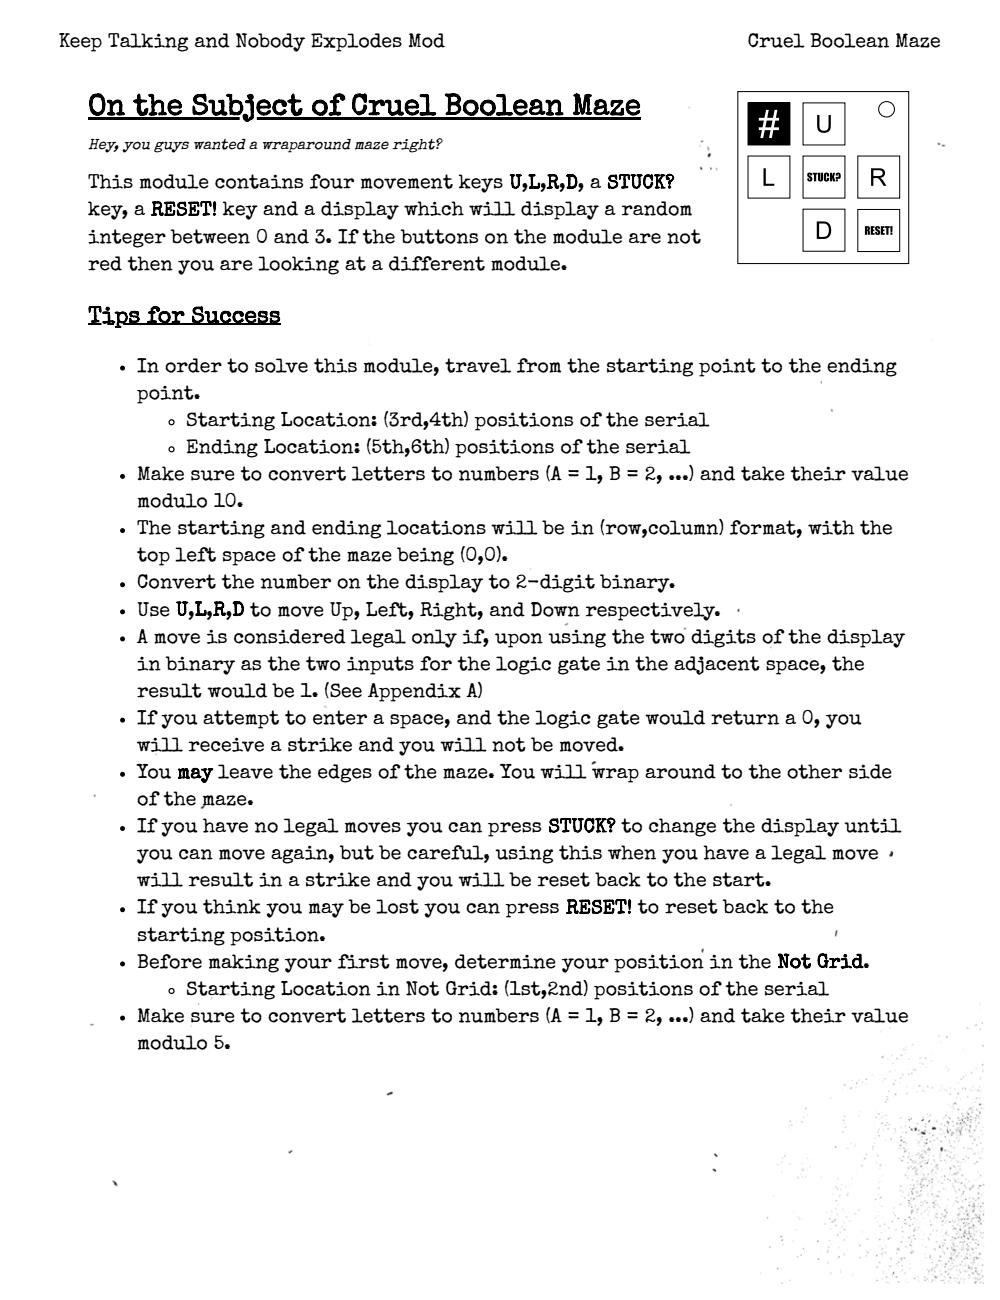 Keep Talking and Nobody Explodes Mod
Cruel Boolean Maze
On the Subject of Cruel Boolean Maze
Hey, you guys wanted a wraparound maze right?
This module contains four movement keys U,L,R,D, a STUCK?
key, a RESET! key and a display which will display a random
integer between 0 and 3. If the buttons on the module are not
red then you are looking at a different module.
# U
L STUCK? R
D RESET!
Tips for Success
• In order to solve this module, travel from the starting point to the ending
point.
◦ Starting Location: (3rd,4th) positions of the serial
◦ Ending Location: (5th,6th) positions of the serial
• Make sure to convert letters to numbers (A = 1, B = 2, ...) and take their value
modulo 10.
• The starting and ending locations will be in (row,column) format, with the
top left space of the maze being (0,0).
• Convert the number on the display to 2-digit binary.
• Use U,L,R,D to move Up, Left, Right, and Down respectively.
• A move is considered legal only if, upon using the two digits of the display
in binary as the two inputs for the logic gate in the adjacent space, the
result would be 1. (See Appendix A)
• If you attempt to enter a space, and the logic gate would return a 0, you
will receive a strike and you will not be moved.
• You may leave the edges of the maze. You will wrap around to the other side
of the maze.
• If you have no legal moves you can press STUCK? to change the display until
you can move again, but be careful, using this when you have a legal move
will result in a strike and you will be reset back to the start.
• If you think you may be lost you can press RESET! to reset back to the
starting position.
• Before making your first move, determine your position in the Not Grid.
◦ Starting Location in Not Grid: (1st,2nd) positions of the serial
• Make sure to convert letters to numbers (A = 1, B = 2, ...) and take their value
modulo 5.